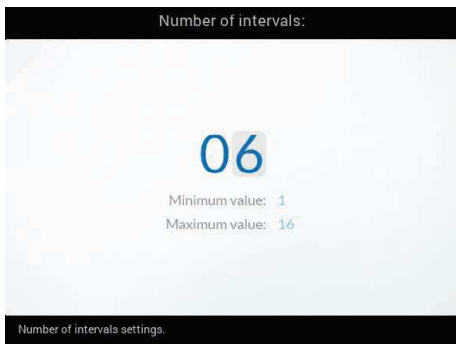 Number of intervals:
06
Minimum value: 1
Maximum value: 16
Number of intervals settings.